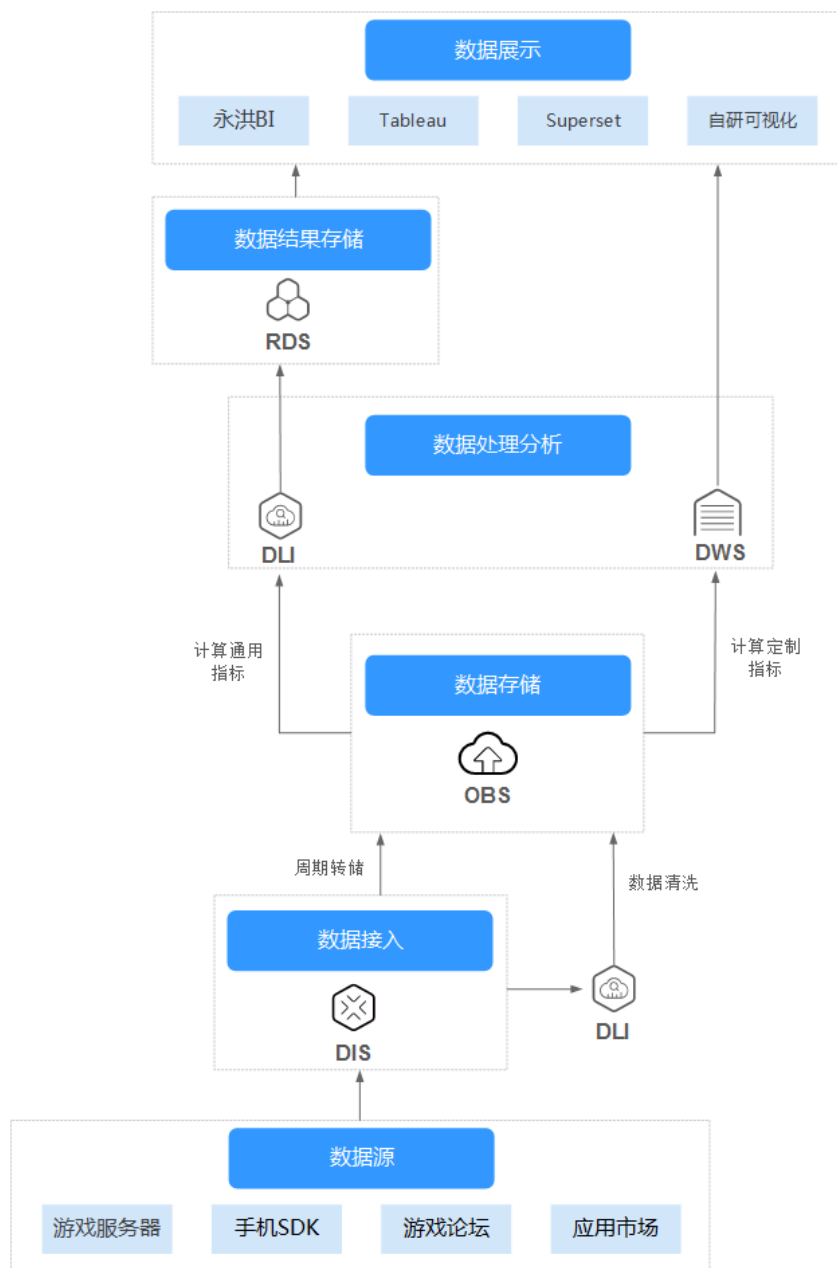 数据展示
永洪BI
Tableau
Superset
自研可视化
数据结果存储
RDS
数据处理分析
DLI
DWS
计算通用
指标
计算定制
指标
数据存储
OBS
周期转储
数据清洗
数据接入
DIS
DLI
数据源
游戏服务器
手机SDK
游戏论坛
应用市场